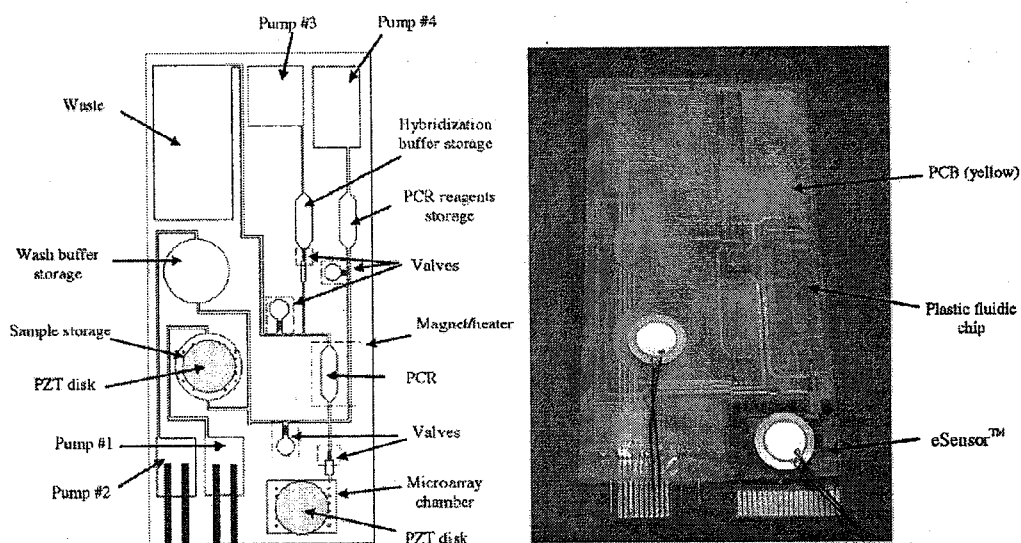 Pump #3
Pump #4
Waste
Hybridization
buffer storage
PCR reagents
storage
Wash buffer
storage
Valves
Sample storage
Magnet/heater
PZT disk
PCR
Pump #1
Valves
Pump #2
Microarray
chamber
PZT disk
PCB (yellow)
Plastic fluidic
chip
eSensor™